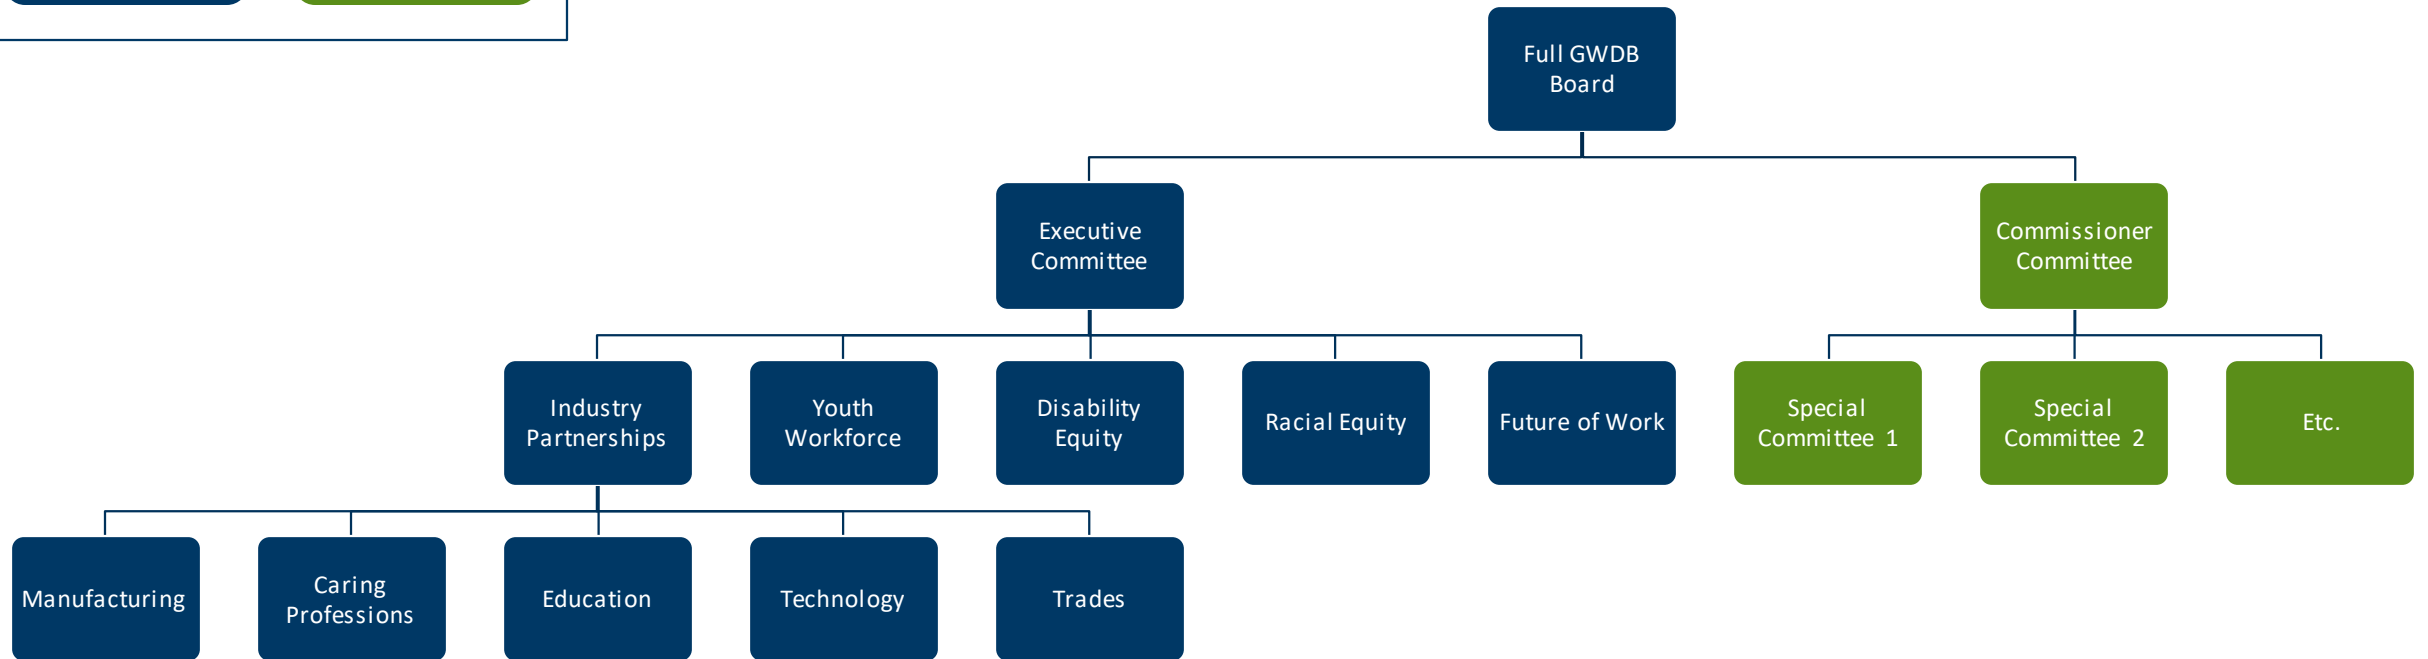 Full GWDB
Board
Executive
Committee
Commissioner
Committee
Industry
Partnerships
Youth
Workforce
Disability
Equity
Racial Equity
Future of Work
Special
Committee 1
Special
Committee 2
Etc.
Manufacturing
Caring
Professions
Education
Technology
Trades